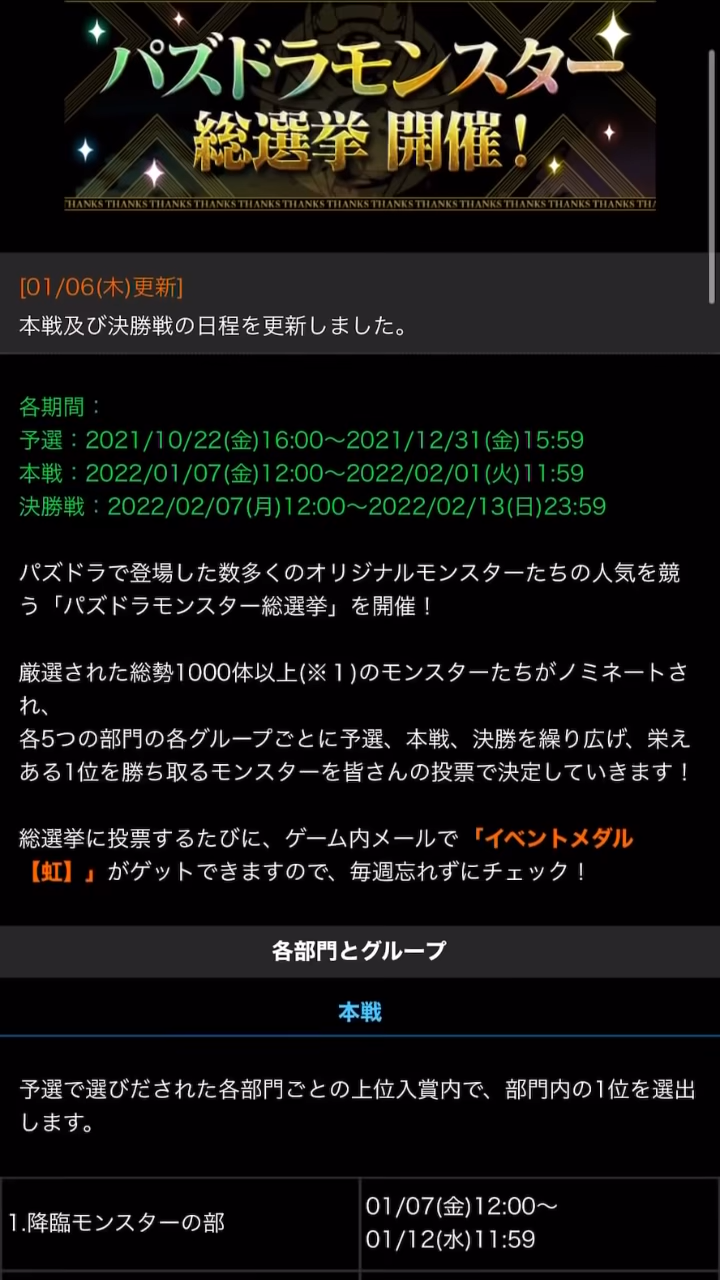 パズドラモンスター
総選挙 開催！
THANKS THANKS THANKS THANKS THANKS THANKS THANKS THANKS THANKS THANKS THANKS THANKS THANKS THANKS
[01/06(木)更新]
本戦及び決勝戦の日程を更新しました。
各期間：
予選：2021/10/22(金)16:00〜2021/12/31(金)15:59
本戦：2022/01/07(金)12:00〜2022/02/01(火)11:59
決勝戦：2022/02/07(月)12:00〜2022/02/13(日)23:59
パズドラで登場した数多くのオリジナルモンスターたちの人気を競
う「パズドラモンスター総選挙」を開催！
厳選された総勢1000体以上(※１)のモンスターたちがノミネートさ
れ、
各5つの部門の各グループごとに予選、本戦、決勝を繰り広げ、栄え
ある1位を勝ち取るモンスターを皆さんの投票で決定していきます！
総選挙に投票するたびに、ゲーム内メールで「イベントメダル
【虹】」がゲットできますので、毎週忘れずにチェック！
各部門とグループ
本戦
予選で選びだされた各部門ごとの上位入賞内で、部門内の1位を選出
します。
1.降臨モンスターの部
01/07(金)12:00〜
01/12(水)11:59